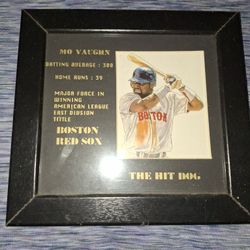 MO VAUGHN
BATTING AVERAGE : 300
HOME RUNS : 39
MAJOR FORCE IN
WINNING
AMERICAN LEAGUE
EAST DIVISION
TITTLE
BOSTON
RED SOX
BOSTON
THE HIT DOG